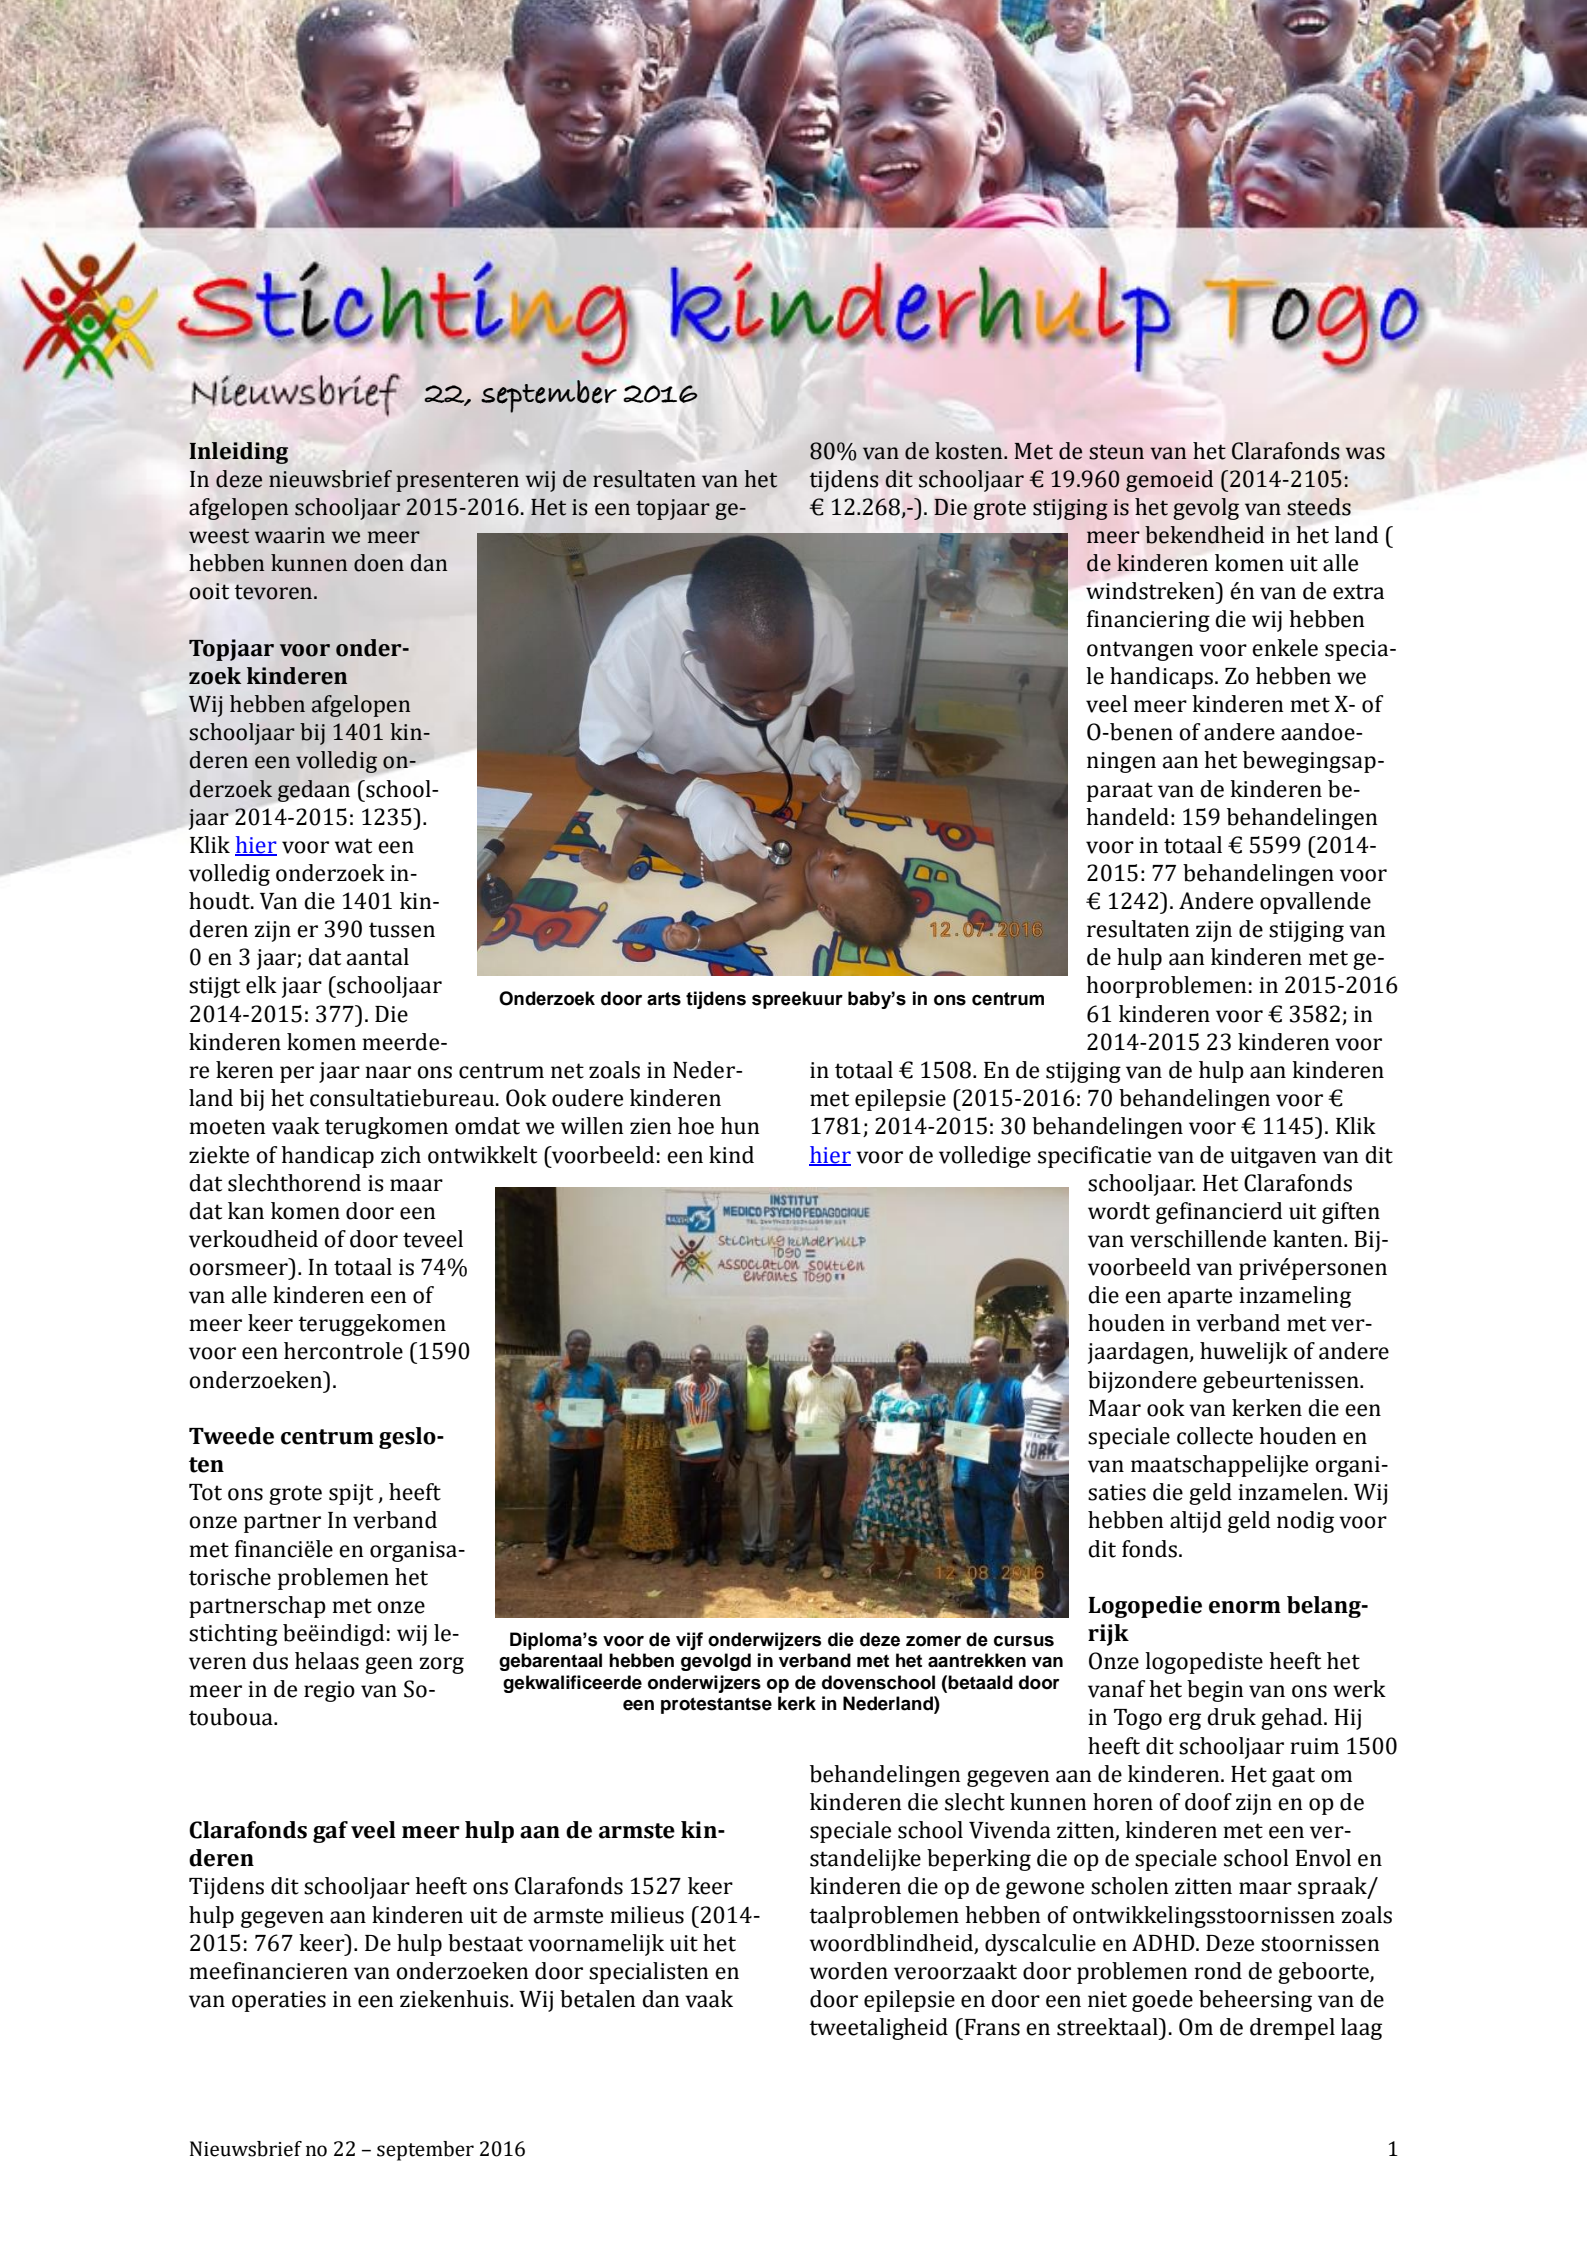 Stichting kinderhulp Togo
Nieuwsbrief 22, september 2016
Inleiding
In deze nieuwsbrief presenteren wij de resultaten van het
afgelopen schooljaar 2015-2016. Het is een topjaar ge-
weest waarin we meer
hebben kunnen doen dan
ooit tevoren.
Topjaar voor onder-
zoek kinderen
Wij hebben afgelopen
schooljaar bij 1401 kin-
deren een volledig on-
derzoek gedaan (school-
jaar 2014-2015: 1235).
Klik hier voor wat een
volledig onderzoek in-
houdt. Van die 1401 kin-
deren zijn er 390 tussen
0 en 3 jaar; dat aantal
stijgt elk jaar (schooljaar
2014-2015: 377). Die
kinderen komen meerde-
re keren per jaar naar ons centrum net zoals in Neder-
land bij het consultatiebureau. Ook oudere kinderen
moeten vaak terugkomen omdat we willen zien hoe hun
ziekte of handicap zich ontwikkelt (voorbeeld: een kind
dat slechthorend is maar
dat kan komen door een
verkoudheid of door teveel
oorsmeer). In totaal is 74%
van alle kinderen een of
meer keer teruggekomen
voor een hercontrole (1590
onderzoeken).
Tweede centrum geslo-
ten
Tot ons grote spijt , heeft
onze partner In verband
met financiële en organisa-
torische problemen het
partnerschap met onze
stichting beëindigd: wij le-
veren dus helaas geen zorg
meer in de regio van So-
touboua.
Clarafonds gaf veel meer hulp aan de armste kin-
deren
Tijdens dit schooljaar heeft ons Clarafonds 1527 keer
hulp gegeven aan kinderen uit de armste milieus (2014-
2015: 767 keer). De hulp bestaat voornamelijk uit het
meefinancieren van onderzoeken door specialisten en
van operaties in een ziekenhuis. Wij betalen dan vaak
12.07.2016
Onderzoek door arts tijdens spreekuur baby's in ons centrum
INSTITUT
MEDICO PSYCHO PEDAGOGIQUE
Stichting kinderhulp
Togo =
Association soutien
enfants Togo
YORK
12.08.2016
Diploma's voor de vijf onderwijzers die deze zomer de cursus
gebarentaal hebben gevolgd in verband met het aantrekken van
gekwalificeerde onderwijzers op de dovenschool (betaald door
een protestantse kerk in Nederland)
80% van de kosten. Met de steun van het Clarafonds was
tijdens dit schooljaar € 19.960 gemoeid (2014-2105:
€ 12.268,-). Die grote stijging is het gevolg van steeds
meer bekendheid in het land (
de kinderen komen uit alle
windstreken) én van de extra
financiering die wij hebben
ontvangen voor enkele specia-
le handicaps. Zo hebben we
veel meer kinderen met X- of
O-benen of andere aandoe-
ningen aan het bewegingsap-
paraat van de kinderen be-
handeld: 159 behandelingen
voor in totaal € 5599 (2014-
2015: 77 behandelingen voor
€ 1242). Andere opvallende
resultaten zijn de stijging van
de hulp aan kinderen met ge-
hoorproblemen: in 2015-2016
61 kinderen voor € 3582; in
2014-2015 23 kinderen voor
in totaal € 1508. En de stijging van de hulp aan kinderen
met epilepsie (2015-2016: 70 behandelingen voor €
1781; 2014-2015: 30 behandelingen voor € 1145). Klik
hier voor de volledige specificatie van de uitgaven van dit
schooljaar. Het Clarafonds
wordt gefinancierd uit giften
van verschillende kanten. Bij-
voorbeeld van privépersonen
die een aparte inzameling
houden in verband met ver-
jaardagen, huwelijk of andere
bijzondere gebeurtenissen.
Maar ook van kerken die een
speciale collecte houden en
van maatschappelijke organi-
saties die geld inzamelen. Wij
hebben altijd geld nodig voor
dit fonds.
Logopedie enorm belang-
rijk
Onze logopediste heeft het
vanaf het begin van ons werk
in Togo erg druk gehad. Hij
heeft dit schooljaar ruim 1500
behandelingen gegeven aan de kinderen. Het gaat om
kinderen die slecht kunnen horen of doof zijn en op de
speciale school Vivenda zitten, kinderen met een ver-
standelijke beperking die op de speciale school Envol en
kinderen die op de gewone scholen zitten maar spraak/
taalproblemen hebben of ontwikkelingsstoornissen zoals
woordblindheid, dyscalculie en ADHD. Deze stoornissen
worden veroorzaakt door problemen rond de geboorte,
door epilepsie en door een niet goede beheersing van de
tweetaligheid (Frans en streektaal). Om de drempel laag
Nieuwsbrief no 22 – september 2016 1